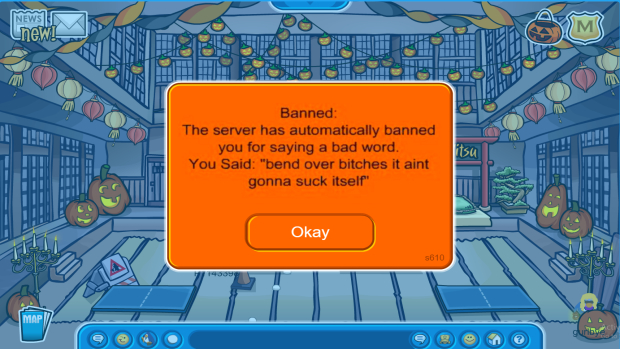 NEWS
new!
M
Banned:
The server has automatically banned
you for saying a bad word.
You Said: "bend over bitches it aint
gonna suck itself"
itsu
Okay
s610
MAP
?